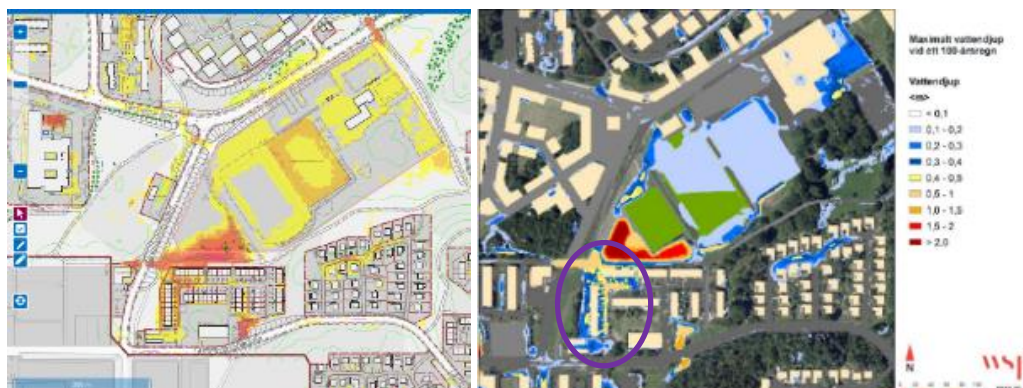 Maximalt vattendjup
vid ett 100-årsregn
Vattendjup
<m>
< 0,1
0,1 - 0,2
0,2 - 0,3
0,3 - 0,4
0,4 - 0,5
0,5 - 1
1,0 - 1,5
1,5 - 2
> 2,0
N
wsp